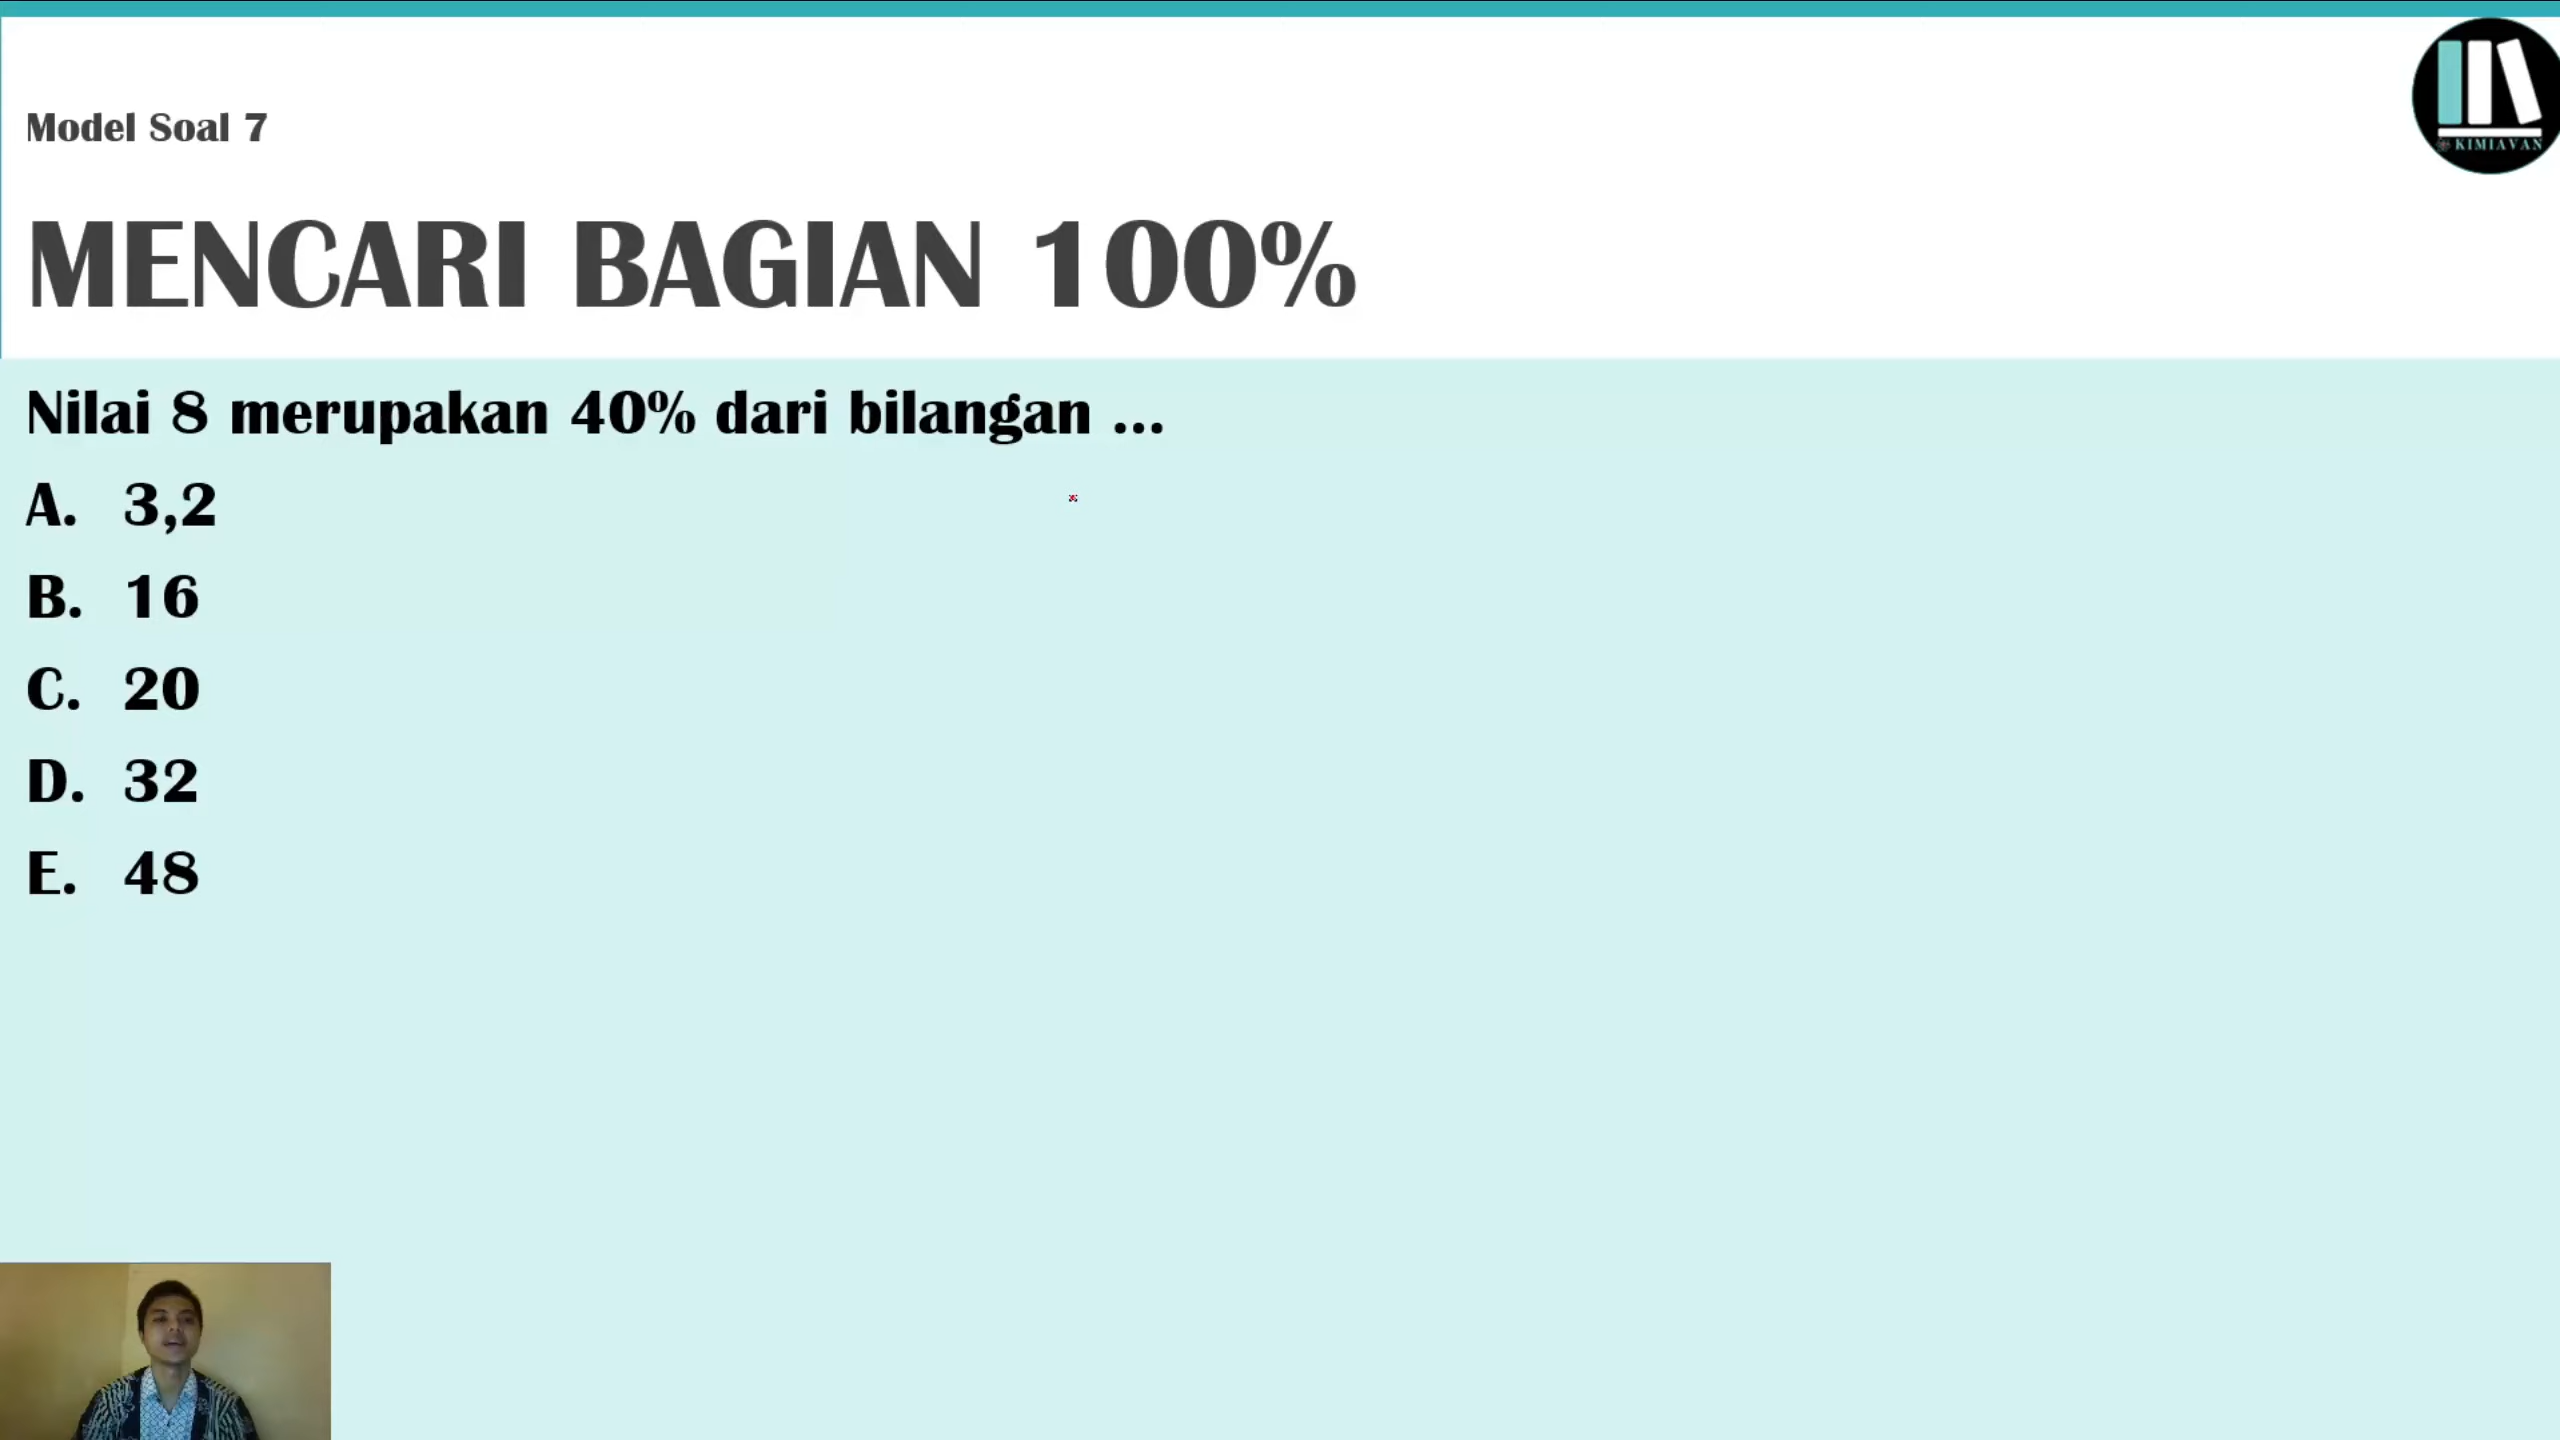 Model Soal 7
KIMIAVAN
MENCARI BAGIAN 100%
Nilai 8 merupakan 40% dari bilangan ...
A. 3,2
B. 16
C. 20
D. 32
E. 48